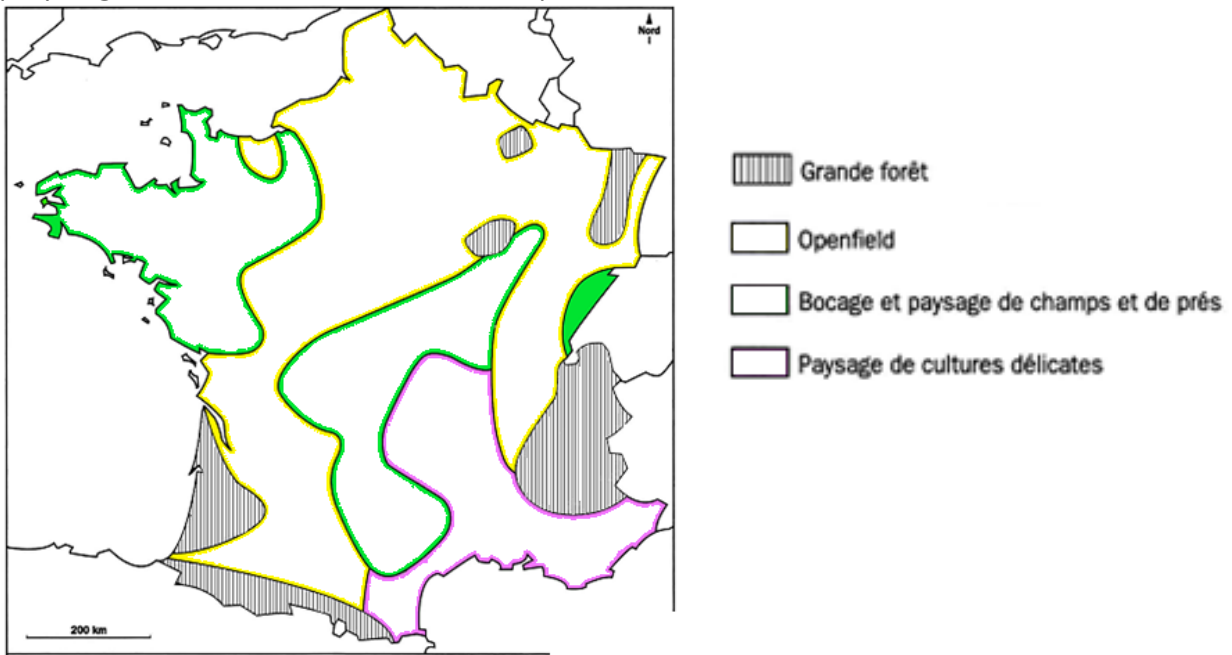 Nord
200 km
Grande forêt
Openfield
Bocage et paysage de champs et de prés
Paysage de cultures délicates